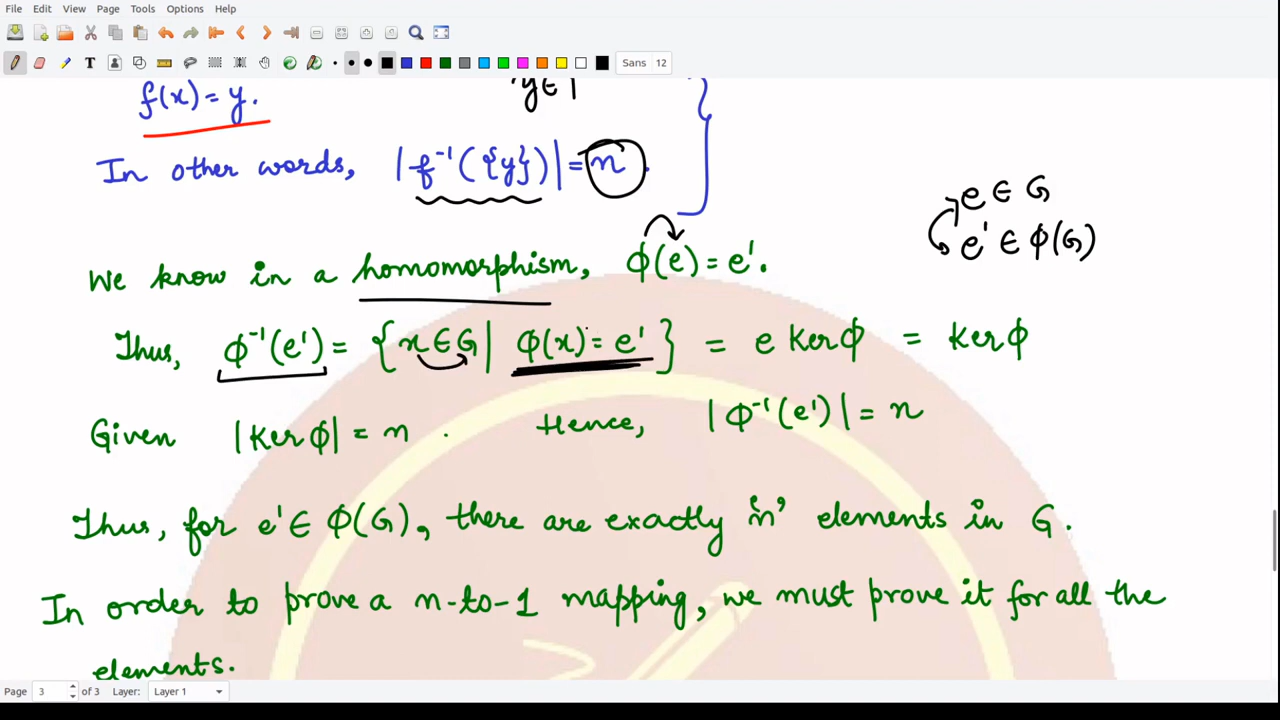 File Edit View Page Tools Options Help
Sans 12
f(x) = y.
y ∈
In other words, |f⁻¹({y})| = n.
e ∈ G
e' ∈ ϕ(G)
We know in a homomorphism, ϕ(e) = e'.
Thus, ϕ⁻¹(e') = {x ∈ G | ϕ(x) = e'} = e Ker ϕ = ker ϕ
Given |Ker ϕ| = n. Hence, |ϕ⁻¹(e')| = n
Thus, for e' ∈ ϕ(G), there are exactly 'n' elements in G.
In order to prove a n-to-1 mapping, we must prove it for all the
elements.
Page 3 of 3 Layer: Layer 1